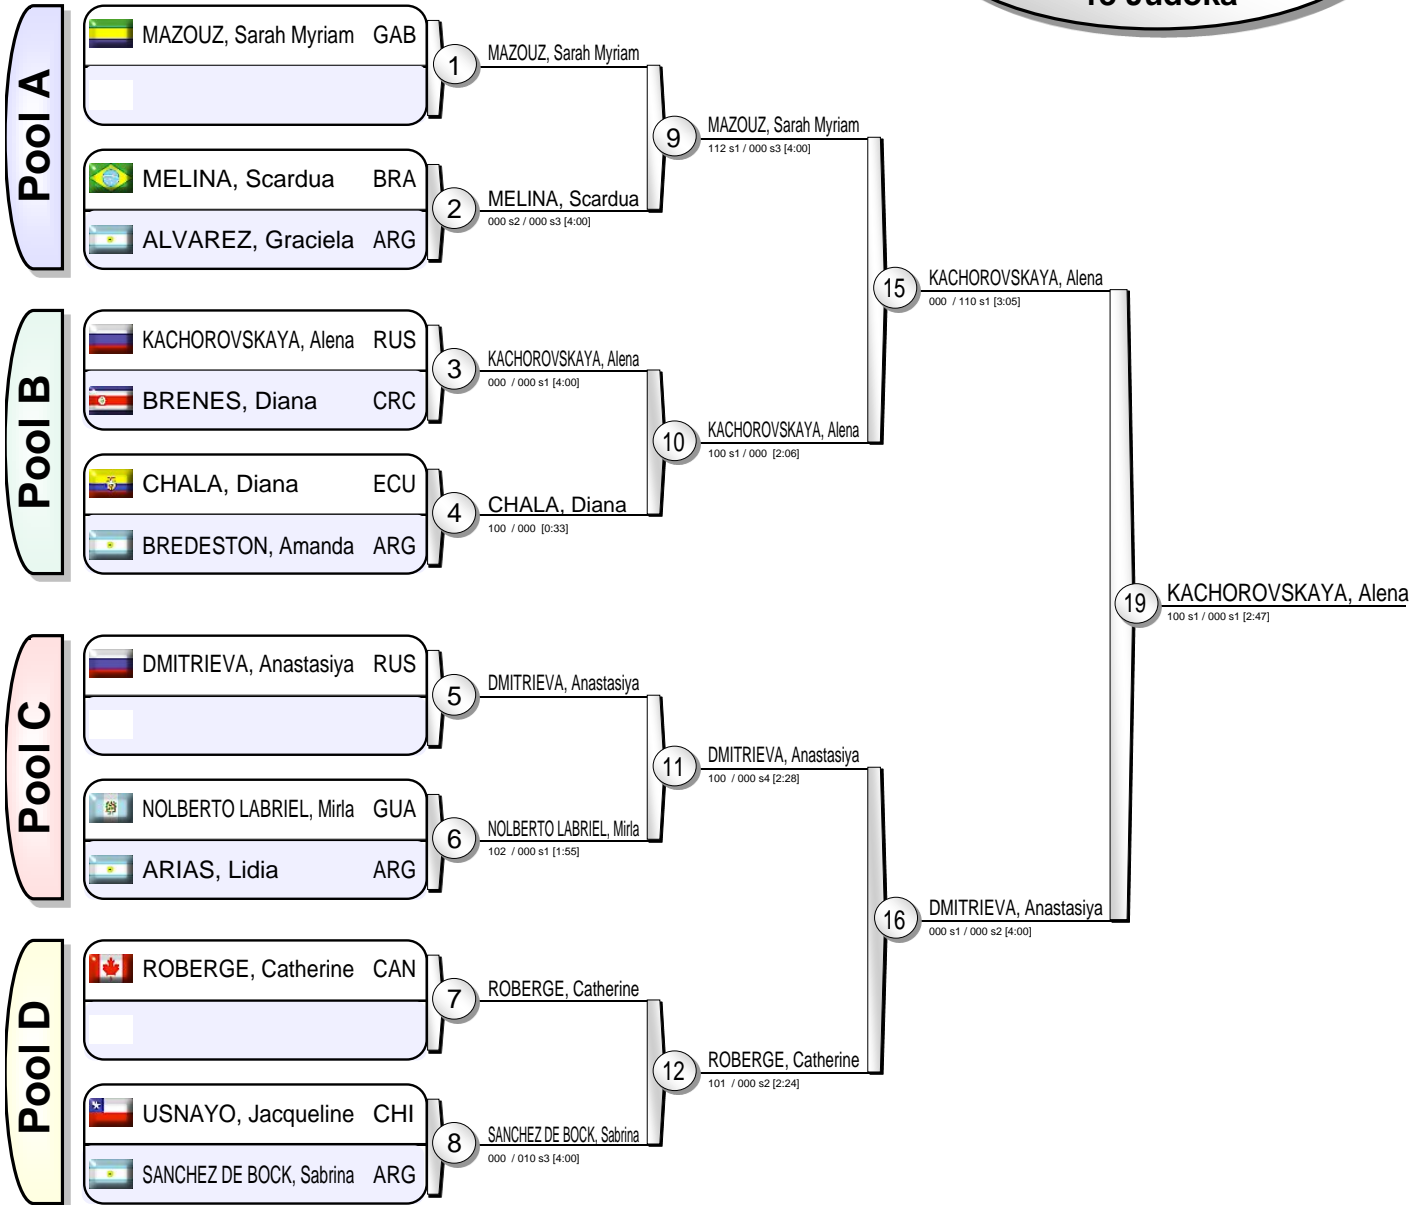 Pool A
MAZOUZ, Sarah Myriam GAB
MELINA, Scardua BRA
ALVAREZ, Graciela ARG
1
MAZOUZ, Sarah Myriam
2
MELINA, Scardua
000 s2 / 000 s3 [4:00]
9
MAZOUZ, Sarah Myriam
112 s1 / 000 s3 [4:00]
Pool B
KACHOROVSKAYA, Alena RUS
BRENES, Diana CRC
CHALA, Diana ECU
BREDESTON, Amanda ARG
3
KACHOROVSKAYA, Alena
000 / 000 s1 [4:00]
4
CHALA, Diana
100 / 000 [0:33]
10
KACHOROVSKAYA, Alena
100 s1 / 000 [2:06]
15
KACHOROVSKAYA, Alena
000 / 110 s1 [3:05]
Pool C
DMITRIEVA, Anastasiya RUS
NOLBERTO LABRIEL, Mirla GUA
ARIAS, Lidia ARG
5
DMITRIEVA, Anastasiya
6
NOLBERTO LABRIEL, Mirla
102 / 000 s1 [1:55]
11
DMITRIEVA, Anastasiya
100 / 000 s4 [2:28]
Pool D
ROBERGE, Catherine CAN
USNAYO, Jacqueline CHI
SANCHEZ DE BOCK, Sabrina ARG
7
ROBERGE, Catherine
8
SANCHEZ DE BOCK, Sabrina
000 / 010 s3 [4:00]
12
ROBERGE, Catherine
101 / 000 s2 [2:24]
16
DMITRIEVA, Anastasiya
000 s1 / 000 s2 [4:00]
19
KACHOROVSKAYA, Alena
100 s1 / 000 s1 [2:47]